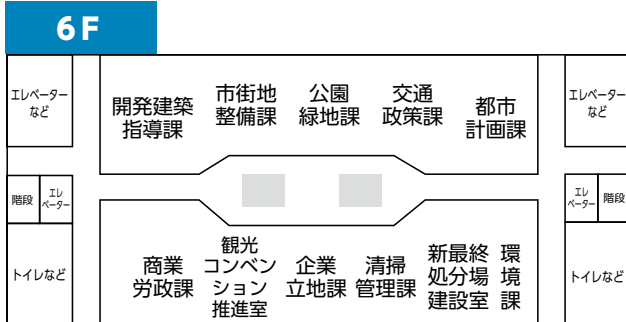 6F
エレベーター
など
開発建築
指導課
市街地
整備課
公園
緑地課
交通
政策課
都市
計画課
エレベーター
など
階段
エレ
ベーター
エレ
ベーター
階段
トイレなど
商業
労政課
観光
コンベン
ション
推進室
企業
立地課
清掃
管理課
新最終
処分場
建設室
環
境
課
トイレなど